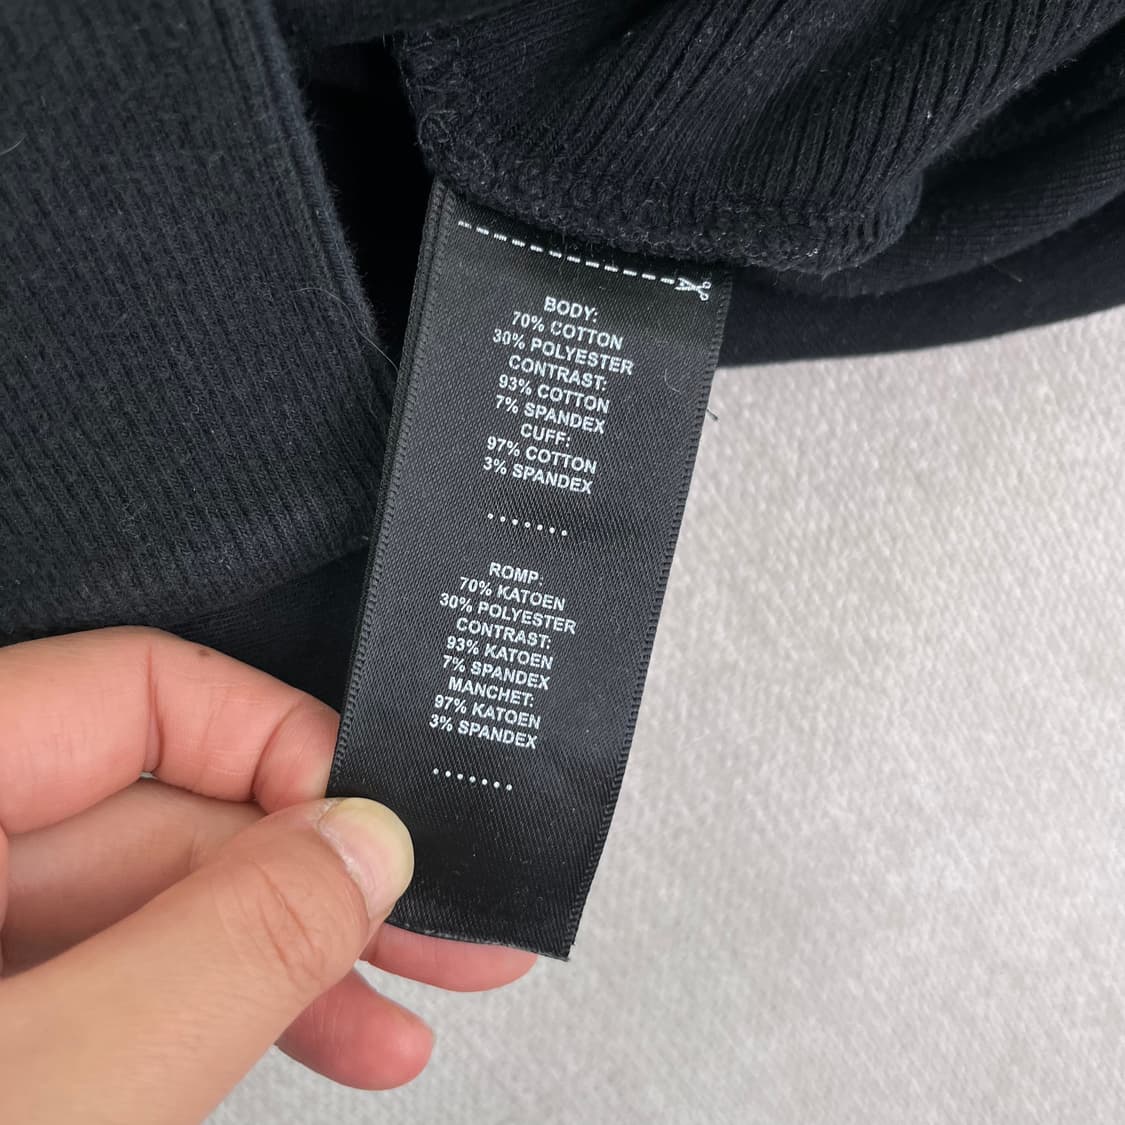 BODY:
70% COTTON
30% POLYESTER
CONTRAST:
93% COTTON
7% SPANDEX
CUFF:
97% COTTON
3% SPANDEX
.......
ROMP:
70% KATOEN
30% POLYESTER
CONTRAST:
93% KATOEN
7% SPANDEX
MANCHET:
97% KATOEN
3% SPANDEX
.......